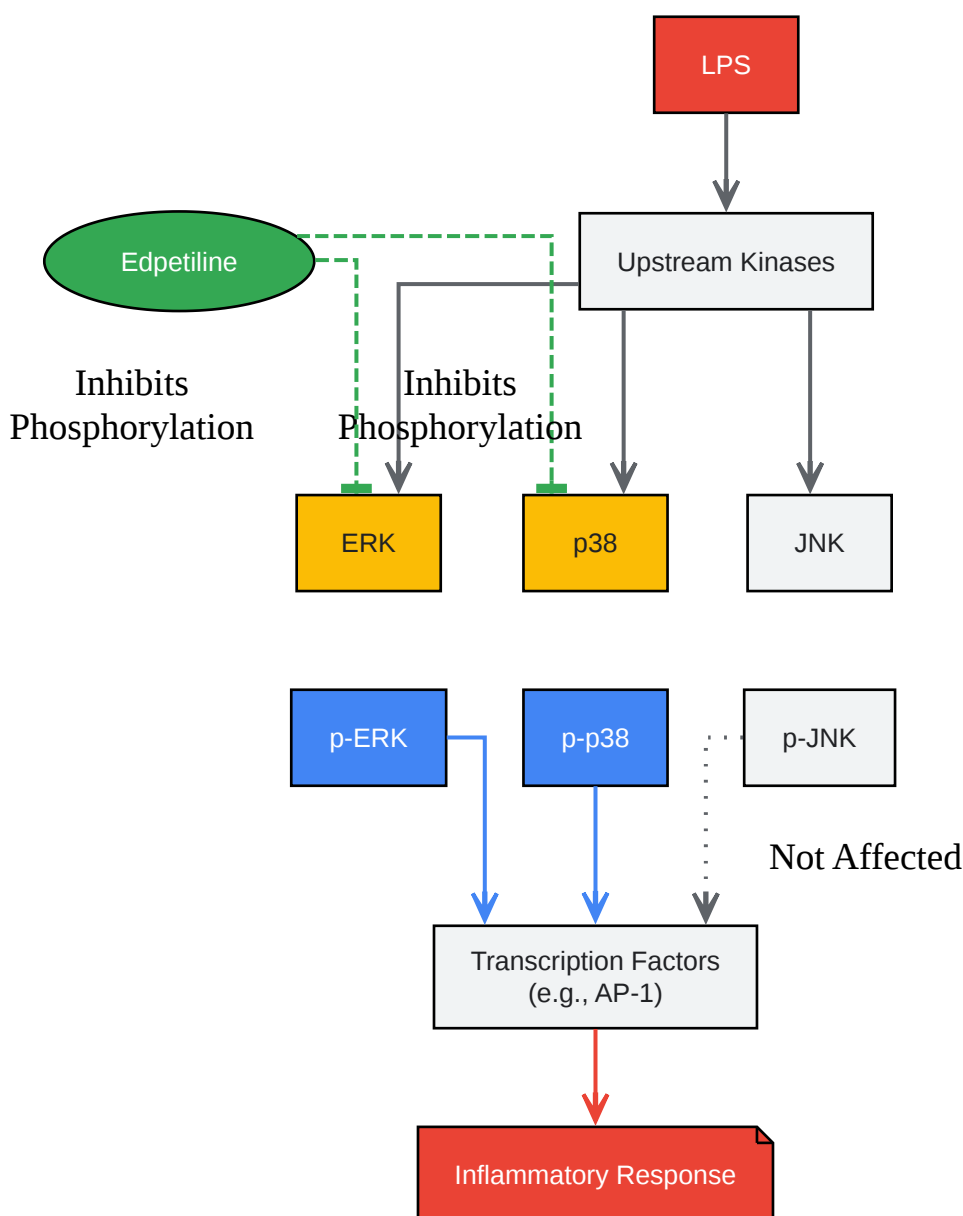 LPS
Edpetiline
Upstream Kinases
Inhibits
Phosphorylation
Inhibits
Phosphorylation
ERK
p38
JNK
p-ERK
p-p38
p-JNK
Not Affected
Transcription Factors
(e.g., AP-1)
Inflammatory Response